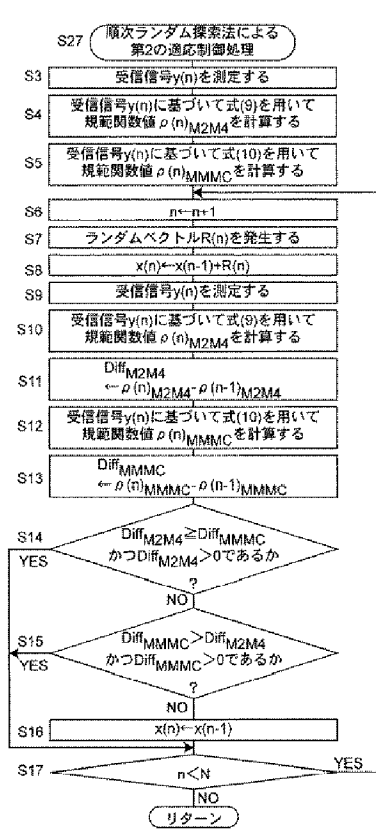 S27
順次ランダム探索法による
第2の適応制御処理
S3
受信信号y(n)を測定する
S4
受信信号y(n)に基づいて式(9)を用いて
規範関数値ρ(n)M2M4を計算する
S5
受信信号y(n)に基づいて式(10)を用いて
規範関数値ρ(n)MMMCを計算する
S6
n←n+1
S7
ランダムベクトルR(n)を発生する
S8
x(n)←x(n-1)+R(n)
S9
受信信号y(n)を測定する
S10
受信信号y(n)に基づいて式(9)を用いて
規範関数値ρ(n)M2M4を計算する
S11
DiffM2M4
←ρ(n)M2M4-ρ(n-1)M2M4
S12
受信信号y(n)に基づいて式(10)を用いて
規範関数値ρ(n)MMMCを計算する
S13
DiffMMMC
←ρ(n)MMMC-ρ(n-1)MMMC
S14
DiffM2M4≧DiffMMMC
かつDiffM2M4>0であるか
?
YES
NO
S15
DiffMMMC>DiffM2M4
かつDiffMMMC>0であるか
?
YES
NO
S16
x(n)←x(n-1)
S17
n<N
YES
NO
リターン